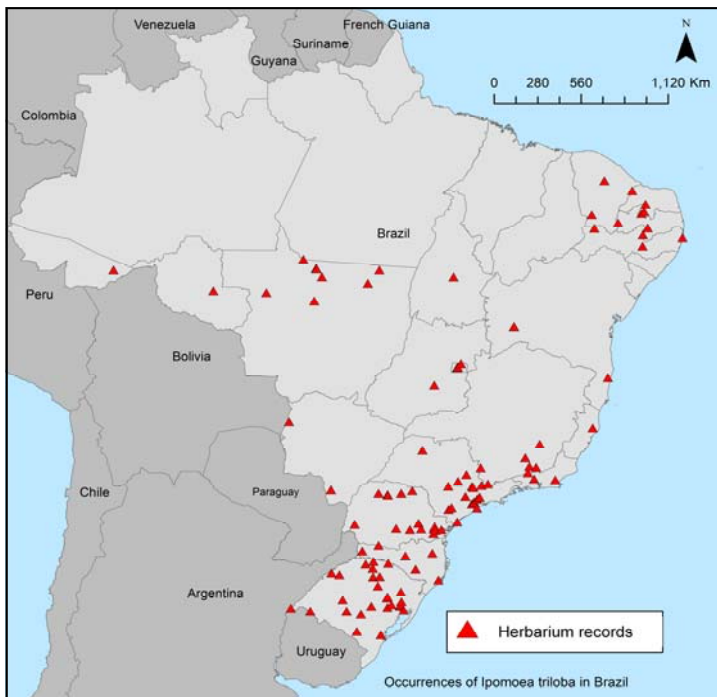 Venezuela
French Guiana
Suriname
Guyana
N
0 280 560 1,120 Km
Colombia
Brazil
Peru
Bolivia
Paraguay
Chile
Argentina
Uruguay
Herbarium records
Occurrences of Ipomoea triloba in Brazil